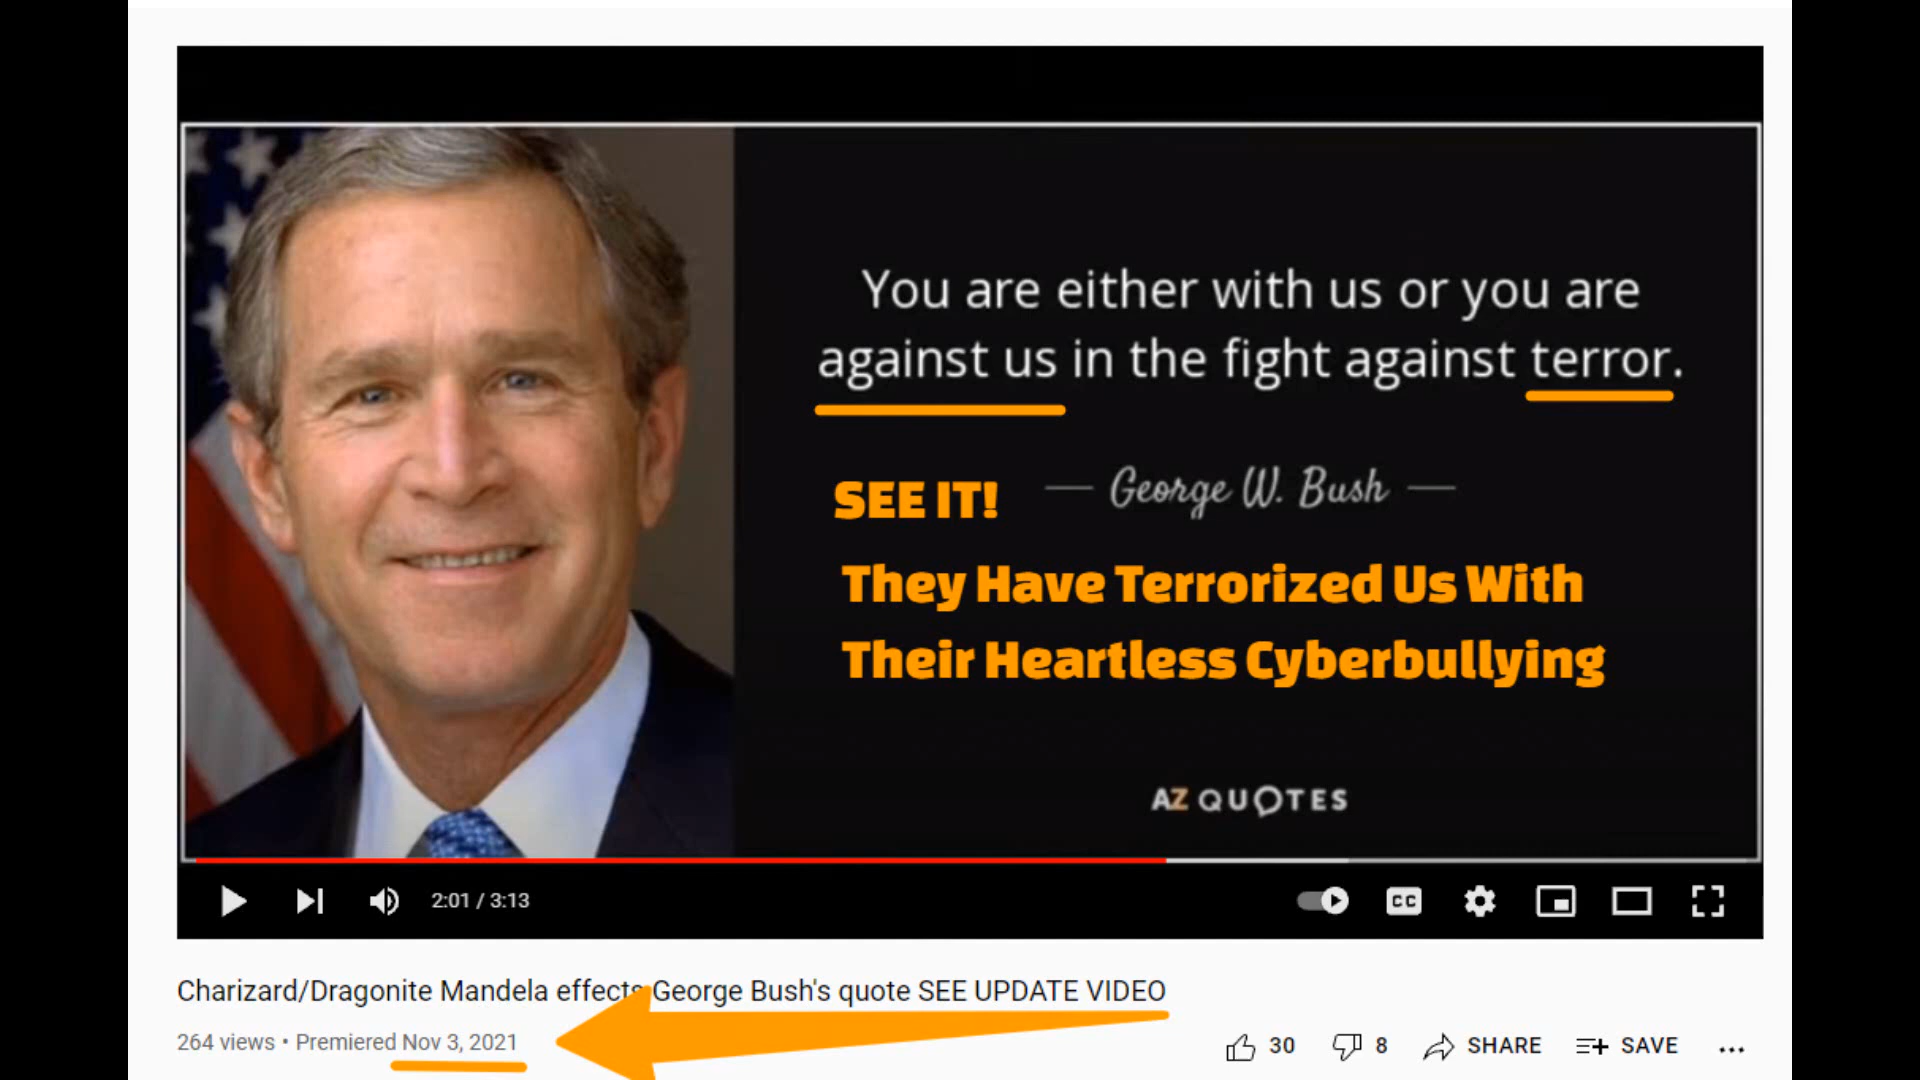 You are either with us or you are
against us in the fight against terror.
SEE IT! — George W. Bush —
They Have Terrorized Us With
Their Heartless Cyberbullying
AZ QUOTES
2:01 / 3:13
CC
Charizard/Dragonite Mandela effects George Bush's quote SEE UPDATE VIDEO
264 views • Premiered Nov 3, 2021
30 8 SHARE SAVE ...